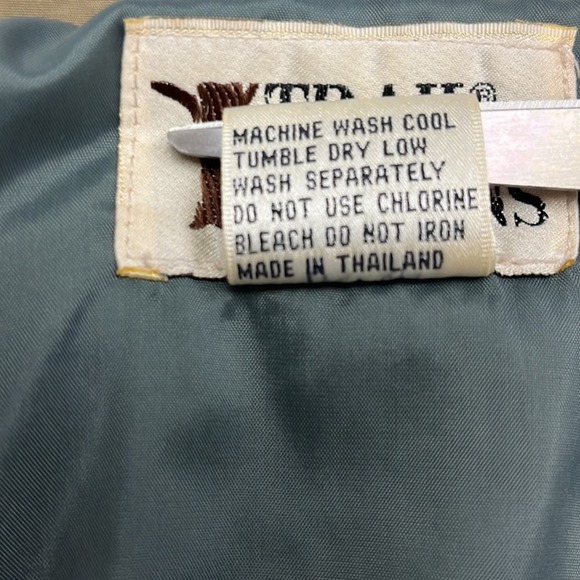 MACHINE WASH COOL
TUMBLE DRY LOW
WASH SEPARATELY
DO NOT USE CHLORINE
BLEACH DO NOT IRON
MADE IN THAILAND